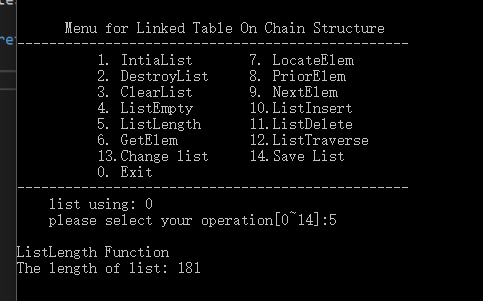 Menu for Linked Table On Chain Structure
-------------------------------------------------
1. IntiaList 7. LocateElem
2. DestroyList 8. PriorElem
3. ClearList 9. NextElem
4. ListEmpty 10.ListInsert
5. ListLength 11.ListDelete
6. GetElem 12.ListTraverse
13.Change list 14.Save List
0. Exit
-------------------------------------------------
list using: 0
please select your operation[0~14]:5
ListLength Function
The length of list: 181